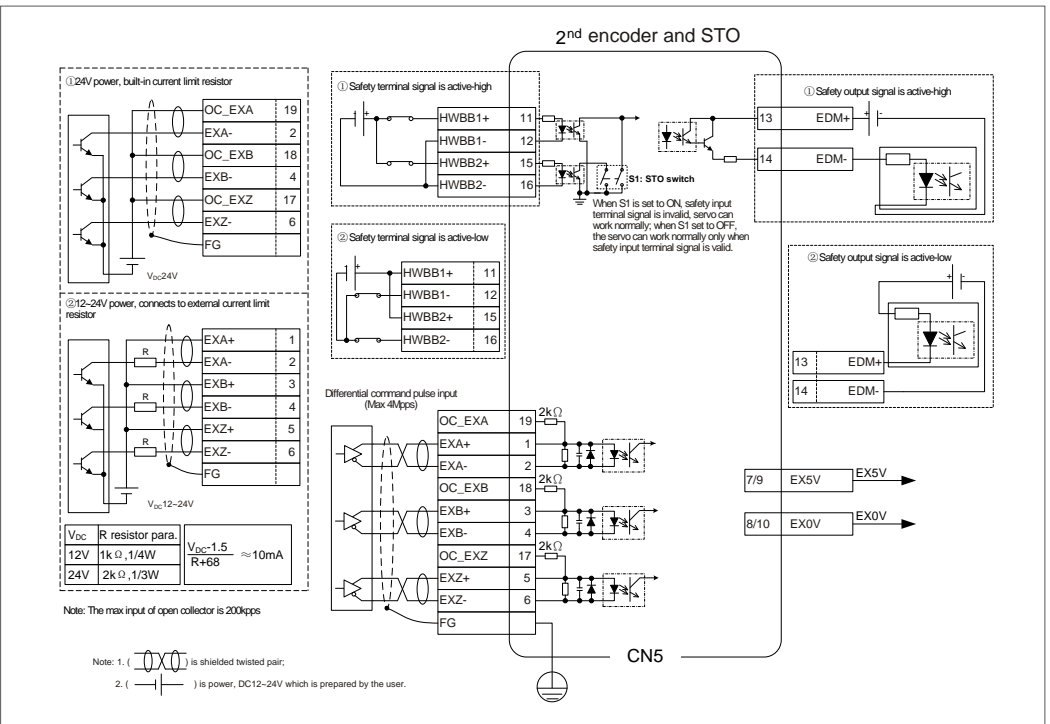 2nd encoder and STO
①24V power, built-in current limit resistor
OC_EXA 19
EXA- 2
OC_EXB 18
EXB- 4
OC_EXZ 17
EXZ- 6
FG
VDC24V
②12~24V power, connects to external current limit
resistor
EXA+ 1
R EXA- 2
EXB+ 3
R EXB- 4
EXZ+ 5
R EXZ- 6
FG
VDC12~24V
VDC R resistor para.
12V 1kΩ,1/4W
24V 2kΩ,1/3W
VDC-1.5
R+68
≈10mA
Note: The max input of open collector is 200kpps
Note: 1. ( ) is shielded twisted pair;
2. ( ) is power, DC12~24V which is prepared by the user.
① Safety terminal signal is active-high
+ -
HWBB1+ 11
HWBB1- 12
HWBB2+ 15
HWBB2- 16
S1: STO switch
When S1 is set to ON, safety input
terminal signal is invalid, servo can
work normally; when S1 set to OFF,
the servo can work normally only when
safety input terminal signal is valid.
② Safety terminal signal is active-low
- +
HWBB1+ 11
HWBB1- 12
HWBB2+ 15
HWBB2- 16
Differential command pulse input
(Max 4Mpps)
OC_EXA 19 2kΩ
EXA+ 1
EXA- 2
OC_EXB 18 2kΩ
EXB+ 3
EXB- 4
OC_EXZ 17 2kΩ
EXZ+ 5
EXZ- 6
FG
CN5
① Safety output signal is active-high
13 EDM+ + -
14 EDM-
② Safety output signal is active-low
+ -
13 EDM+
14 EDM-
7/9 EX5V EX5V
8/10 EX0V EX0V